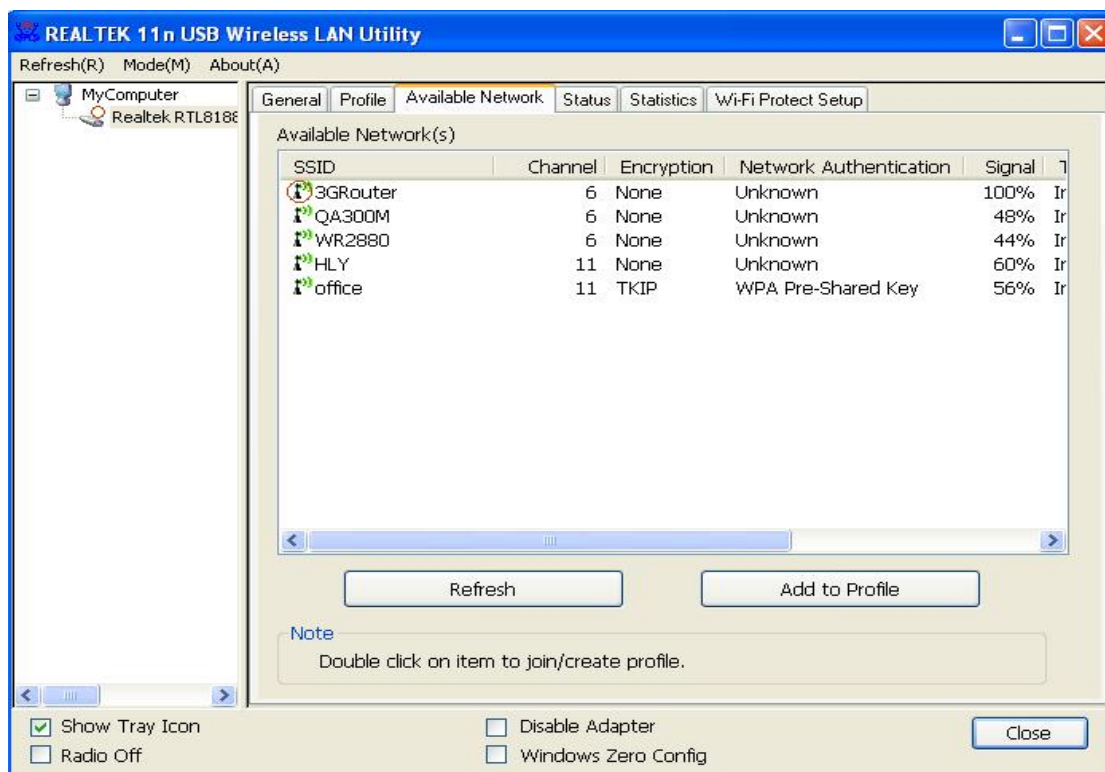 REALTEK 11n USB Wireless LAN Utility
Refresh(R) Mode(M) About(A)
MyComputer
Realtek RTL8188
General Profile Available Network Status Statistics Wi-Fi Protect Setup
Available Network(s)
SSID Channel Encryption Network Authentication Signal
3GRouter 6 None Unknown 100%
QA300M 6 None Unknown 48%
WR2880 6 None Unknown 44%
HLY 11 None Unknown 60%
office 11 TKIP WPA Pre-Shared Key 56%
Refresh Add to Profile
Note
Double click on item to join/create profile.
Show Tray Icon Disable Adapter Close
Radio Off Windows Zero Config